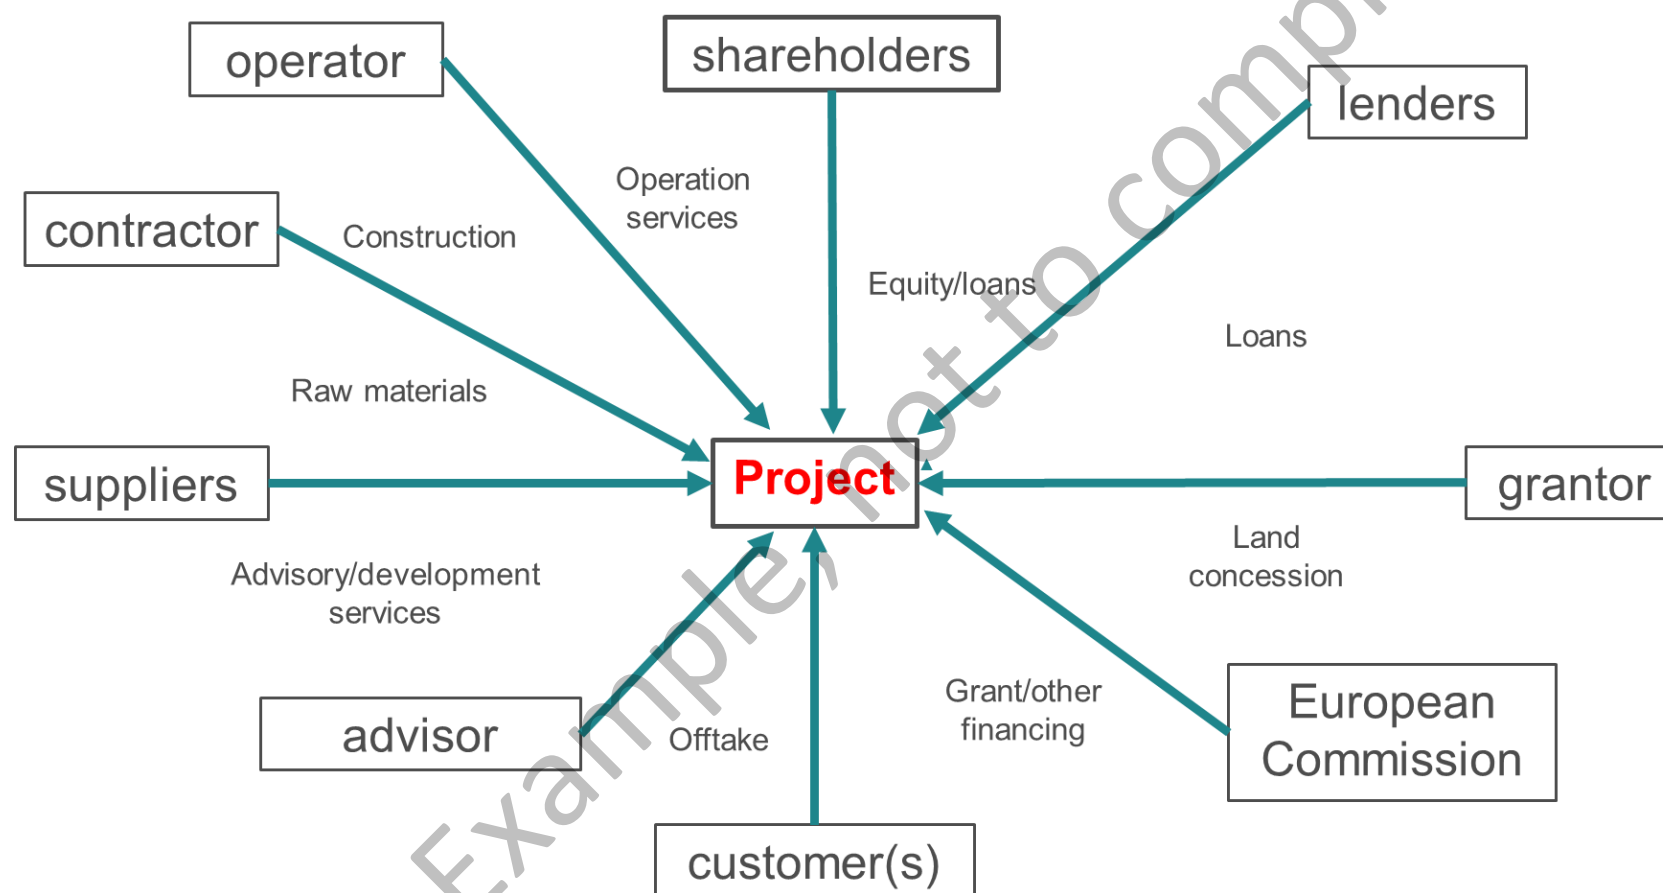 operator
shareholders
lenders
Operation
services
contractor
Construction
Equity/loans
Loans
Raw materials
Project
suppliers
grantor
Land
concession
Advisory/development
services
European
Commission
Grant/other
financing
advisor
Offtake
customer(s)
Example, not to compl